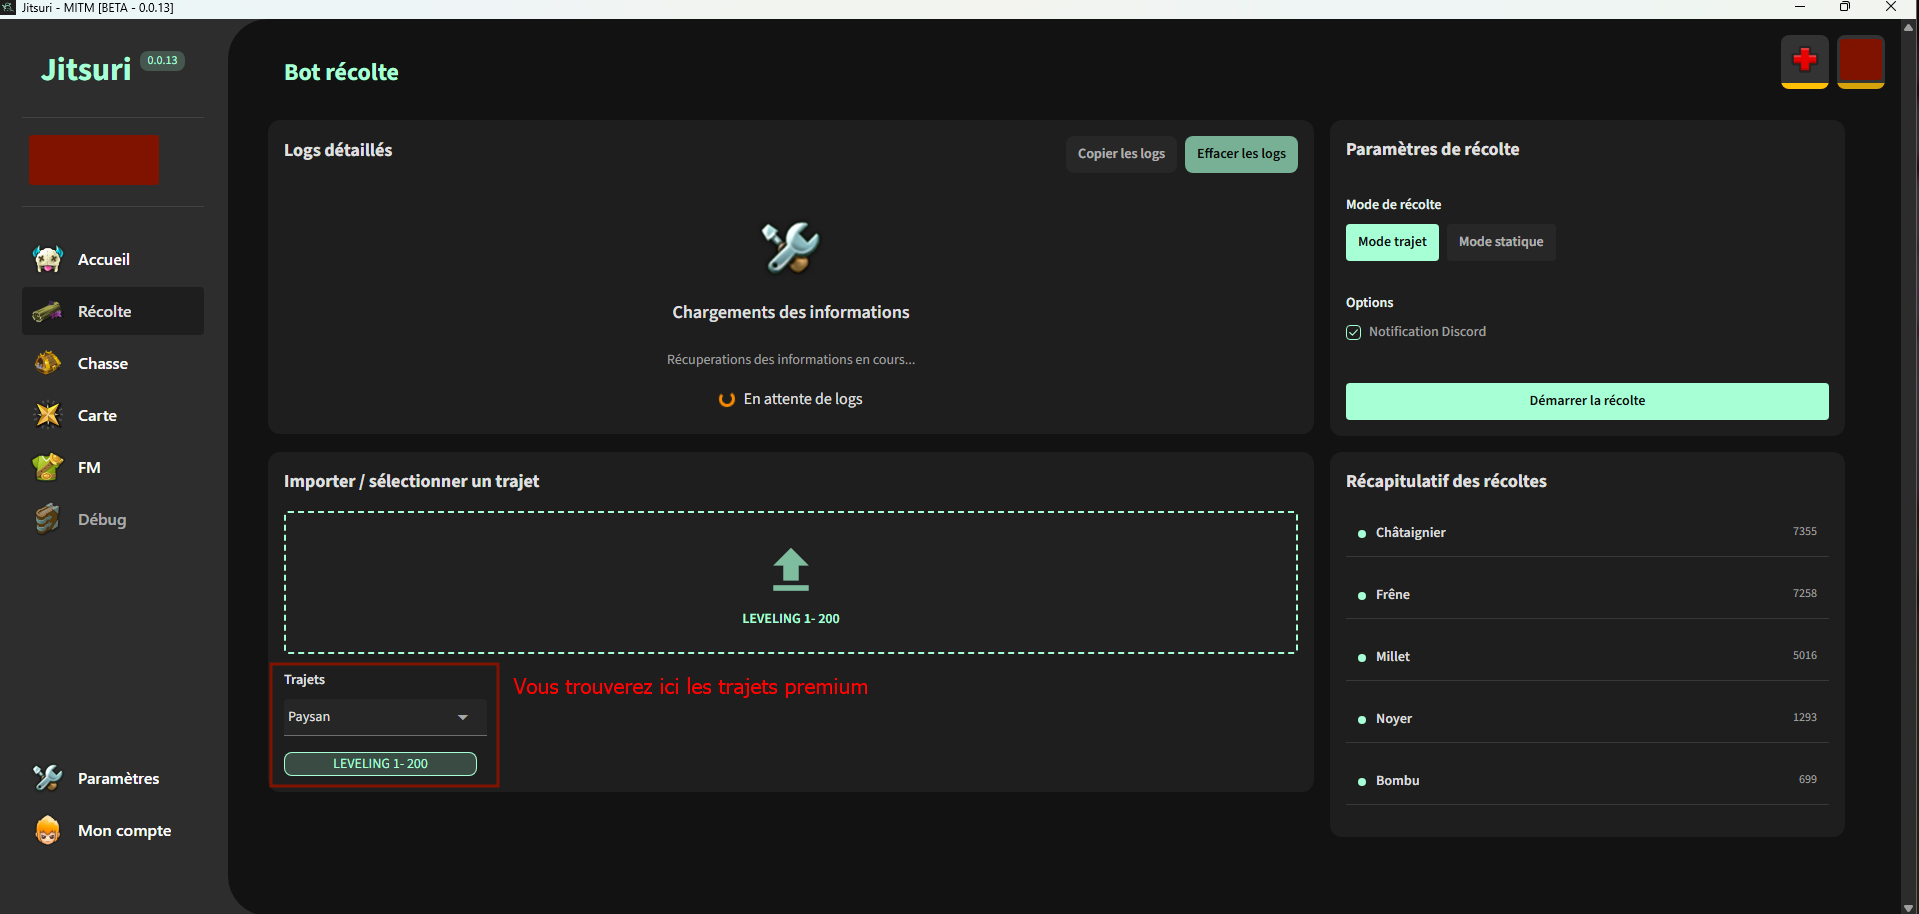 Jitsuri - MITM [BETA - 0.0.13]
Jitsuri
0.0.13
Accueil
Récolte
Chasse
Carte
FM
Débug
Paramètres
Mon compte
Bot récolte
Logs détaillés
Copier les logs
Effacer les logs
Chargements des informations
Récuperations des informations en cours...
En attente de logs
Paramètres de récolte
Mode de récolte
Mode trajet
Mode statique
Options
Notification Discord
Démarrer la récolte
Importer / sélectionner un trajet
LEVELING 1- 200
Trajets
Paysan
LEVELING 1- 200
Vous trouverez ici les trajets premium
Récapitulatif des récoltes
Châtaignier 7355
Frêne 7258
Millet 5016
Noyer 1293
Bombu 699